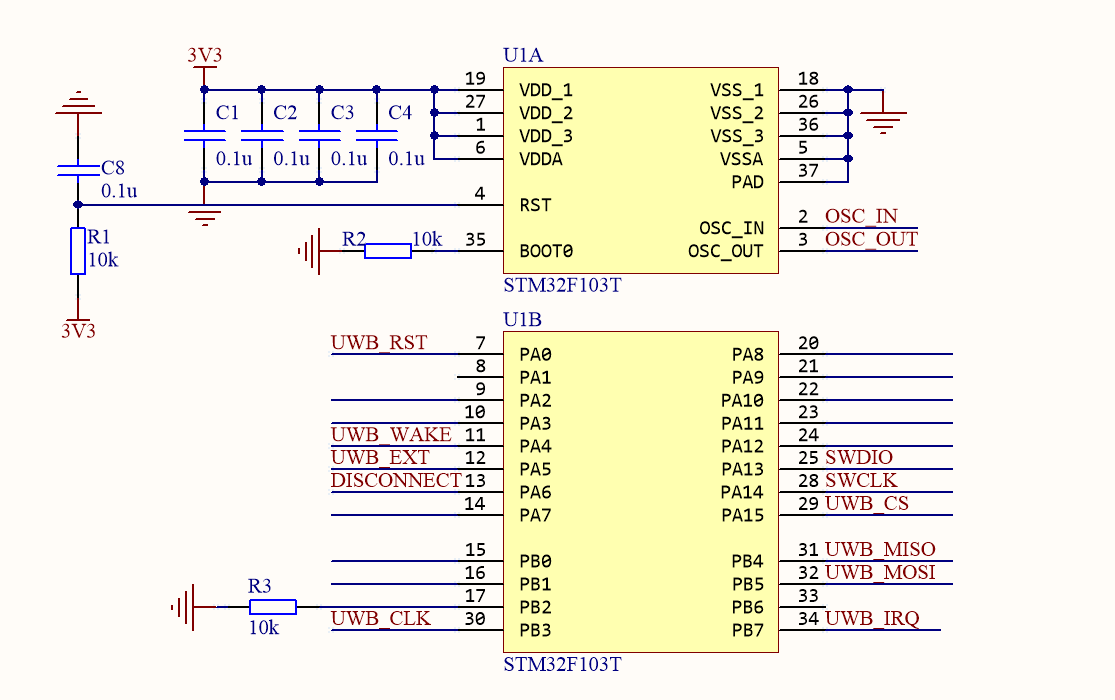 3V3
U1A
19 VDD_1 VSS_1 18
27 VDD_2 VSS_2 26
1 VDD_3 VSS_3 36
6 VDDA VSSA 5
PAD 37
4 RST
OSC_IN 2 OSC_IN
35 BOOT0 OSC_OUT 3 OSC_OUT
STM32F103T
C1 C2 C3 C4
0.1u 0.1u 0.1u 0.1u
C8
0.1u
R1
10k
3V3
R2 10k
U1B
UWB_RST 7 PA0 PA8 20
8 PA1 PA9 21
9 PA2 PA10 22
10 PA3 PA11 23
UWB_WAKE 11 PA4 PA12 24
UWB_EXT 12 PA5 PA13 25 SWDIO
DISCONNECT 13 PA6 PA14 28 SWCLK
14 PA7 PA15 29 UWB_CS
15 PB0 PB4 31 UWB_MISO
16 PB1 PB5 32 UWB_MOSI
17 PB2 PB6 33
UWB_CLK 30 PB3 PB7 34 UWB_IRQ
R3
10k
STM32F103T